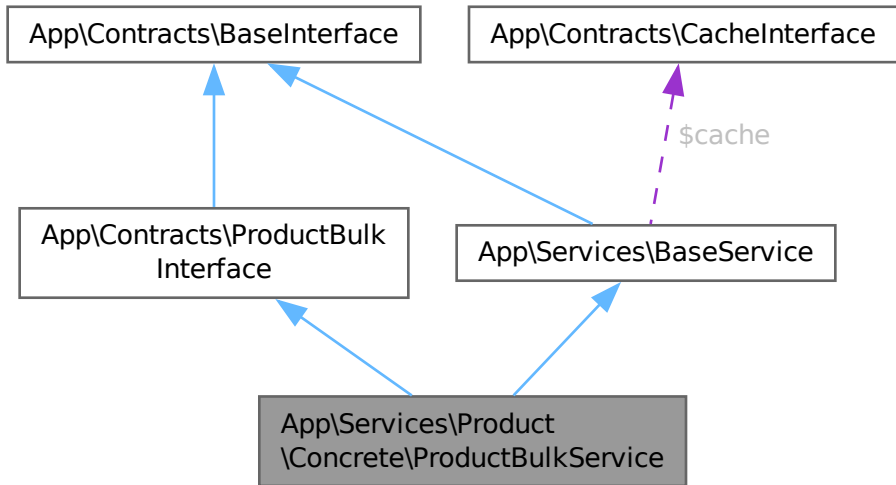 App\Contracts\BaseInterface
App\Contracts\CacheInterface
$cache
App\Contracts\ProductBulk
Interface
App\Services\BaseService
App\Services\Product
\Concrete\ProductBulkService